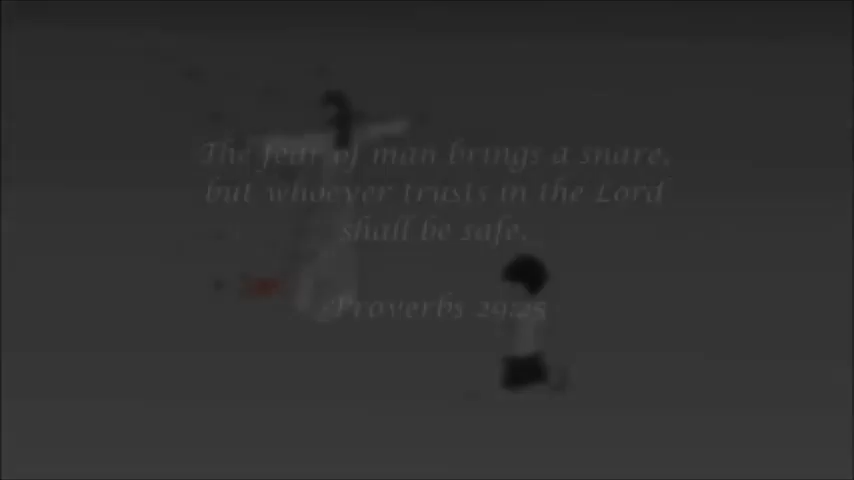 The fear of man brings a snare,
but whoever trusts in the Lord
shall be safe.
Proverbs 29:25